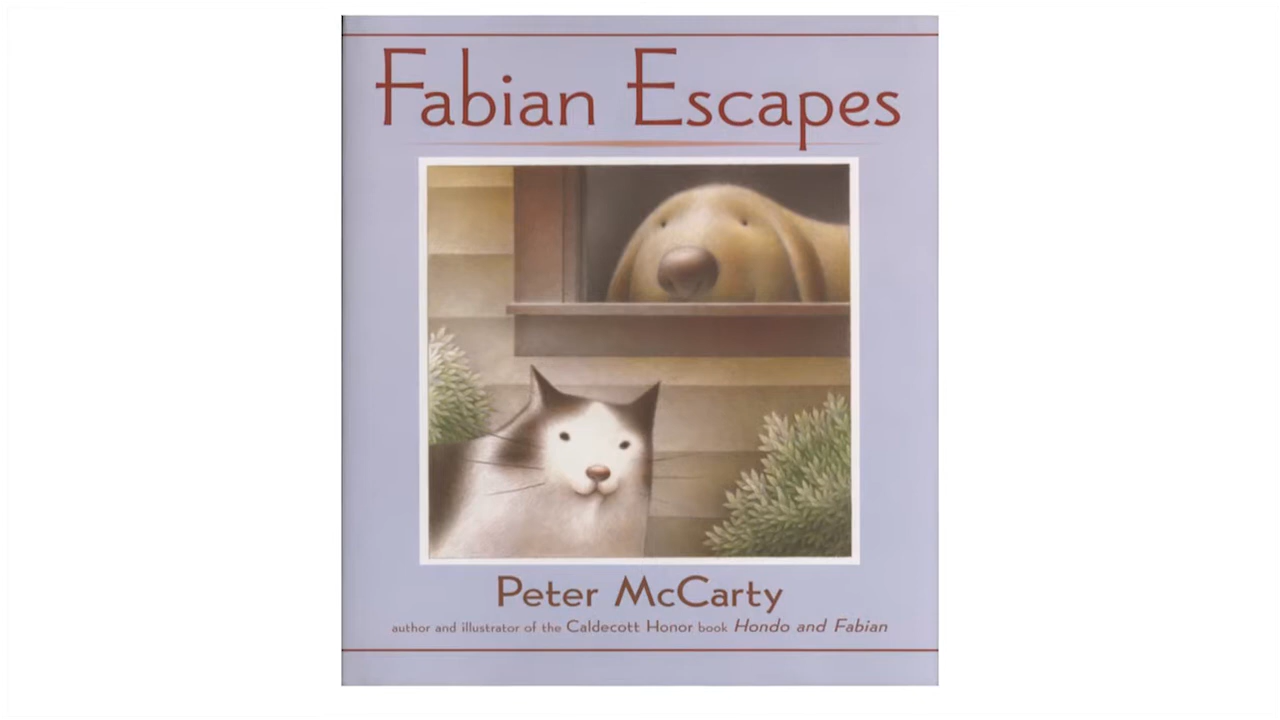 Fabian Escapes
Peter McCarty
author and illustrator of the Caldecott Honor book Hondo and Fabian